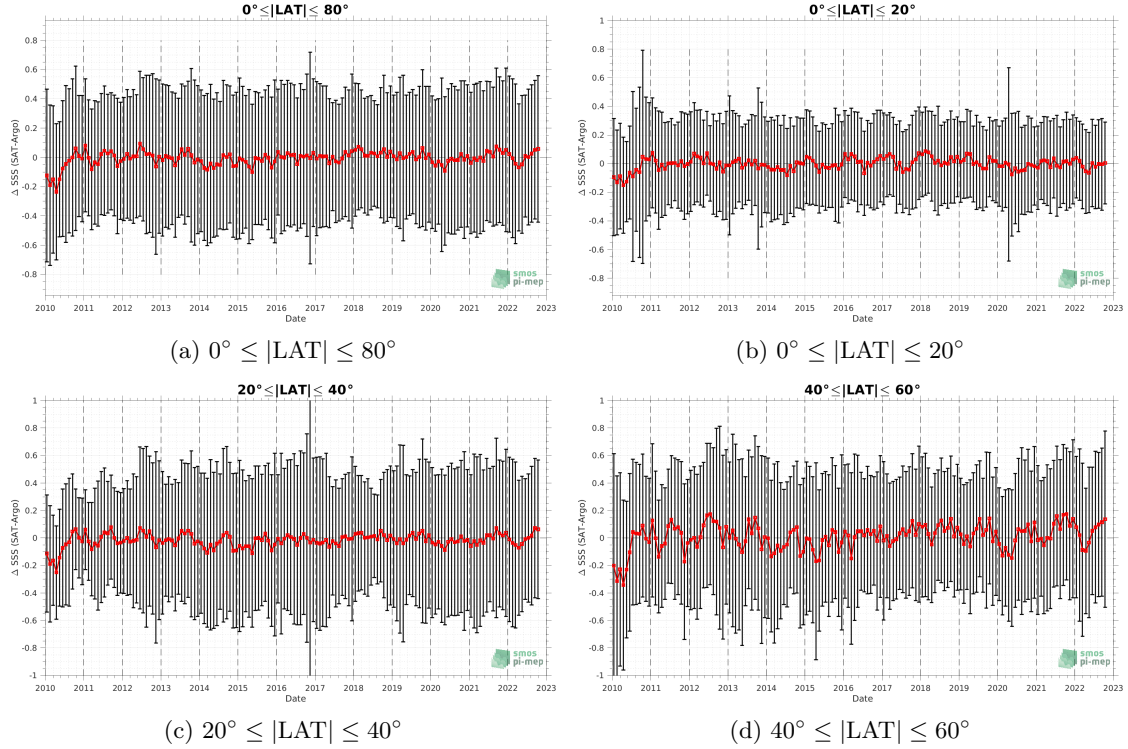 0°≤|LAT|≤ 80°
Δ SSS (SAT-Argo)
0.8
0.6
0.4
0.2
0
-0.2
-0.4
-0.6
-0.8
smos
pi-mep
2010 2011 2012 2013 2014 2015 2016 2017 2018 2019 2020 2021 2022 2023
Date
(a) 0° ≤ |LAT| ≤ 80°
0°≤|LAT|≤ 20°
Δ SSS (SAT-Argo)
1
0.8
0.6
0.4
0.2
0
-0.2
-0.4
-0.6
-0.8
smos
pi-mep
2010 2011 2012 2013 2014 2015 2016 2017 2018 2019 2020 2021 2022 2023
Date
(b) 0° ≤ |LAT| ≤ 20°
20°≤|LAT|≤ 40°
Δ SSS (SAT-Argo)
1
0.8
0.6
0.4
0.2
0
-0.2
-0.4
-0.6
-0.8
-1
smos
pi-mep
2010 2011 2012 2013 2014 2015 2016 2017 2018 2019 2020 2021 2022 2023
Date
(c) 20° ≤ |LAT| ≤ 40°
40°≤|LAT|≤ 60°
Δ SSS (SAT-Argo)
1
0.8
0.6
0.4
0.2
0
-0.2
-0.4
-0.6
-0.8
-1
smos
pi-mep
2010 2011 2012 2013 2014 2015 2016 2017 2018 2019 2020 2021 2022 2023
Date
(d) 40° ≤ |LAT| ≤ 60°